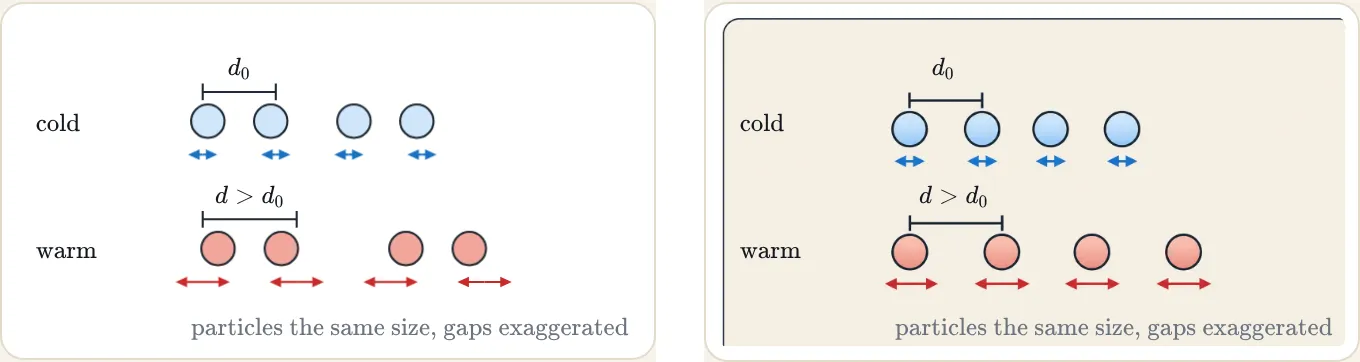 d₀
cold
d > d₀
warm
particles the same size, gaps exaggerated
d₀
cold
d > d₀
warm
particles the same size, gaps exaggerated